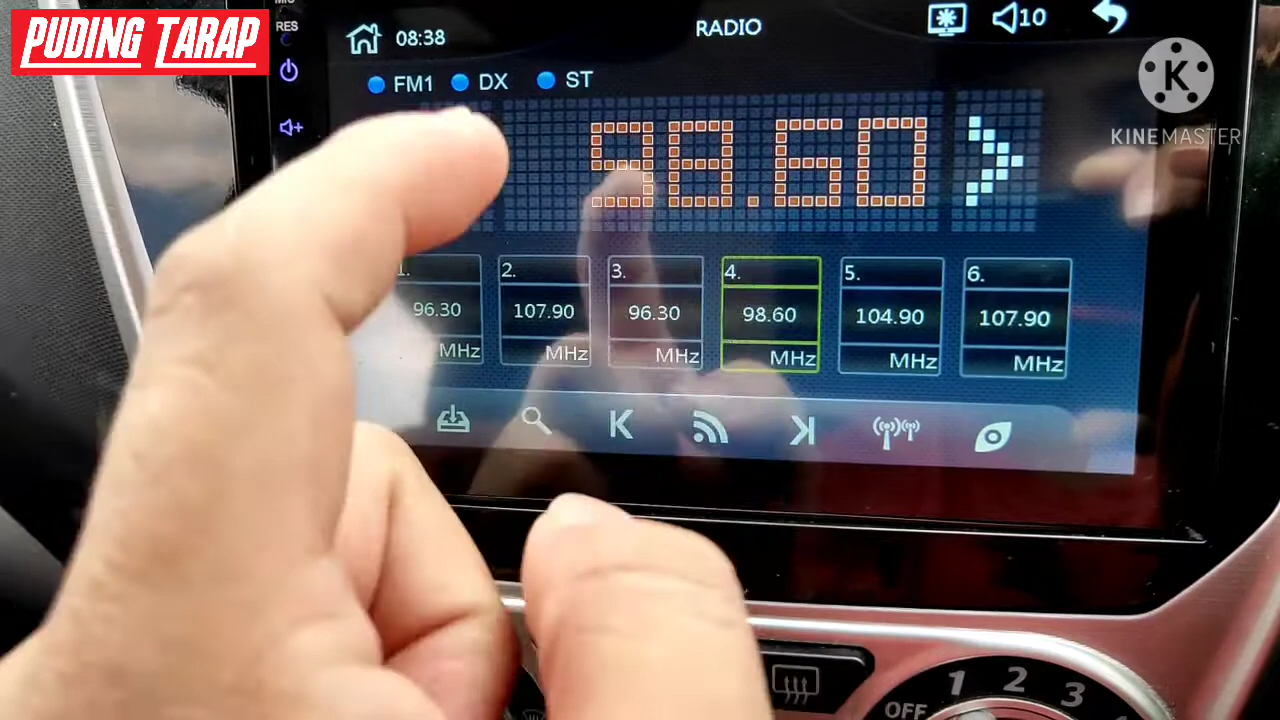 PUDING TARAP
MIC
RES
08:38
RADIO
10
FM1 DX ST
K
KINEMASTER
98.60
1. 2. 3. 4. 5. 6.
96.30 107.90 96.30 98.60 104.90 107.90
MHz MHz MHz MHz MHz MHz
OFF 1 2 3